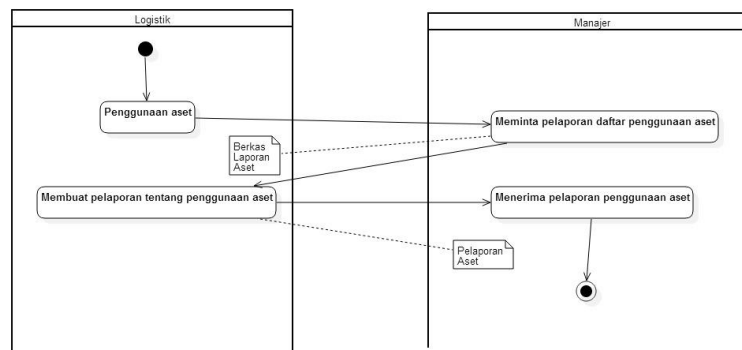 Logistik
Manajer
Penggunaan aset
Meminta pelaporan daftar penggunaan aset
Berkas
Laporan
Aset
Membuat pelaporan tentang penggunaan aset
Menerima pelaporan penggunaan aset
Pelaporan
Aset